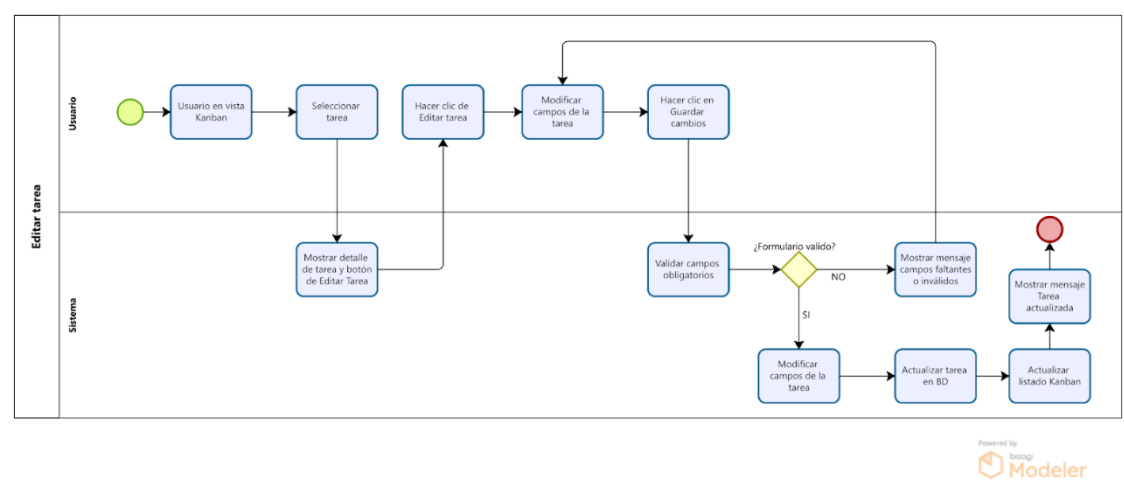 Editar tarea
Usuario
Usuario en vista
Kanban
Seleccionar
tarea
Hacer clic de
Editar tarea
Modificar
campos de la
tarea
Hacer clic en
Guardar
cambios
Sistema
Mostrar detalle
de tarea y botón
de Editar Tarea
Validar campos
obligatorios
¿Formulario valido?
NO
SI
Mostrar mensaje
campos faltantes
o inválidos
Modificar
campos de la
tarea
Actualizar tarea
en BD
Actualizar
listado Kanban
Mostrar mensaje
Tarea
actualizada
Powered by
bizagi
Modeler